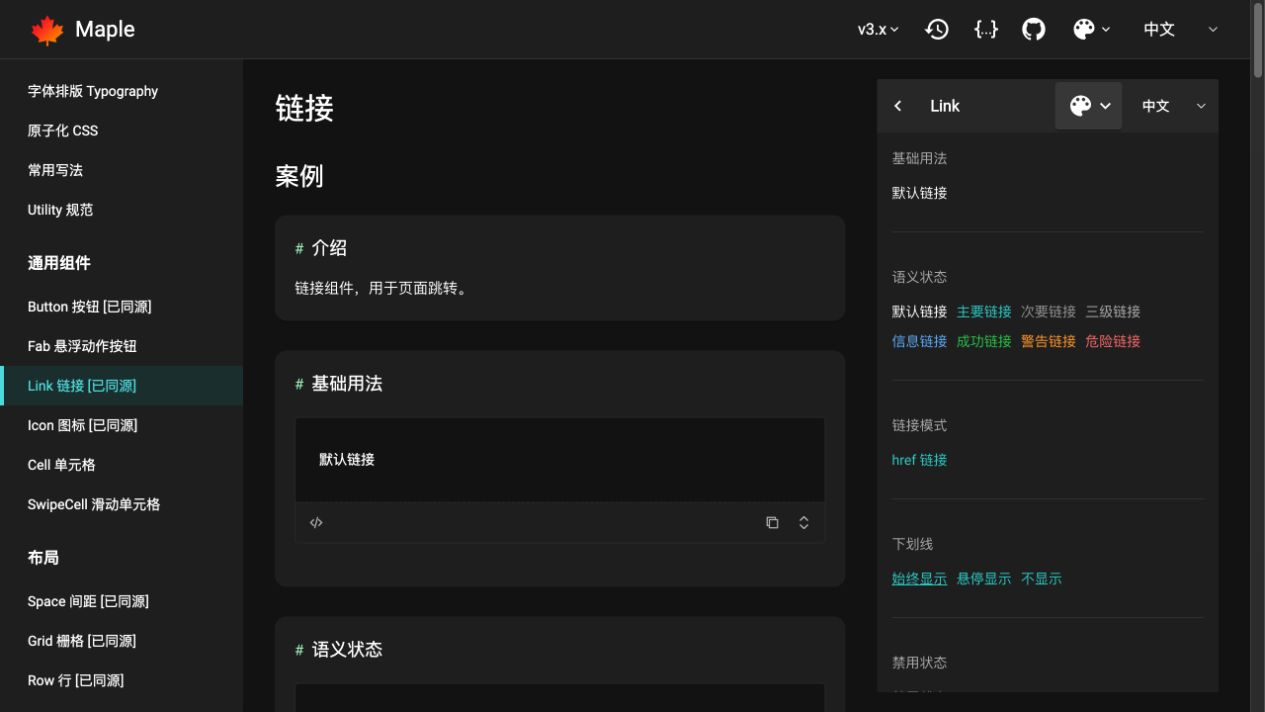 Maple
v3.x
中文
字体排版 Typography
原子化 CSS
常用写法
Utility 规范
通用组件
Button 按钮 [已同源]
Fab 悬浮动作按钮
Link 链接 [已同源]
Icon 图标 [已同源]
Cell 单元格
SwipeCell 滑动单元格
布局
Space 间距 [已同源]
Grid 栅格 [已同源]
Row 行 [已同源]
链接
案例
# 介绍
链接组件，用于页面跳转。
# 基础用法
默认链接
# 语义状态
Link
中文
基础用法
默认链接
语义状态
默认链接 主要链接 次要链接 三级链接
信息链接 成功链接 警告链接 危险链接
链接模式
href 链接
下划线
始终显示 悬停显示 不显示
禁用状态